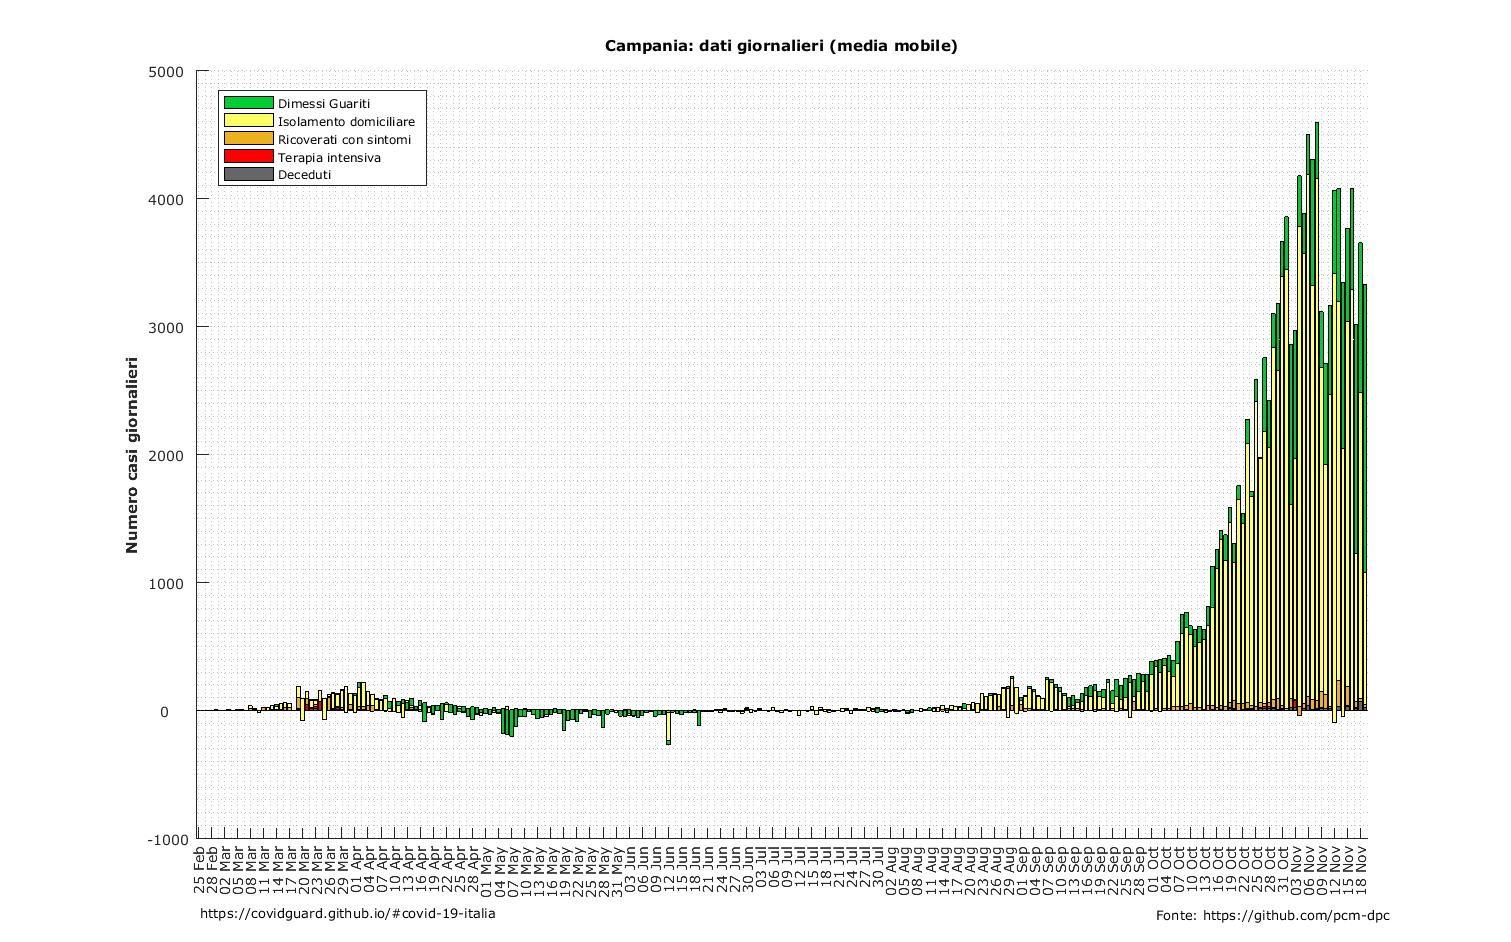 Campania: dati giornalieri (media mobile)
5000
4000
3000
2000
1000
0
-1000
Numero casi giornalieri
Dimessi Guariti
Isolamento domiciliare
Ricoverati con sintomi
Terapia intensiva
Deceduti
25 Feb
28 Feb
02 Mar
05 Mar
08 Mar
11 Mar
14 Mar
17 Mar
20 Mar
23 Mar
26 Mar
29 Mar
01 Apr
04 Apr
07 Apr
10 Apr
13 Apr
16 Apr
19 Apr
22 Apr
25 Apr
28 Apr
01 May
04 May
07 May
10 May
13 May
16 May
19 May
22 May
25 May
28 May
31 May
03 Jun
06 Jun
09 Jun
12 Jun
15 Jun
18 Jun
21 Jun
24 Jun
27 Jun
30 Jun
03 Jul
06 Jul
09 Jul
12 Jul
15 Jul
18 Jul
21 Jul
24 Jul
27 Jul
30 Jul
02 Aug
05 Aug
08 Aug
11 Aug
14 Aug
17 Aug
20 Aug
23 Aug
26 Aug
29 Aug
01 Sep
04 Sep
07 Sep
10 Sep
13 Sep
16 Sep
19 Sep
22 Sep
25 Sep
28 Sep
01 Oct
04 Oct
07 Oct
10 Oct
13 Oct
16 Oct
19 Oct
22 Oct
25 Oct
28 Oct
31 Oct
03 Nov
06 Nov
09 Nov
12 Nov
15 Nov
18 Nov
https://covidguard.github.io/#covid-19-italia
Fonte: https://github.com/pcm-dpc